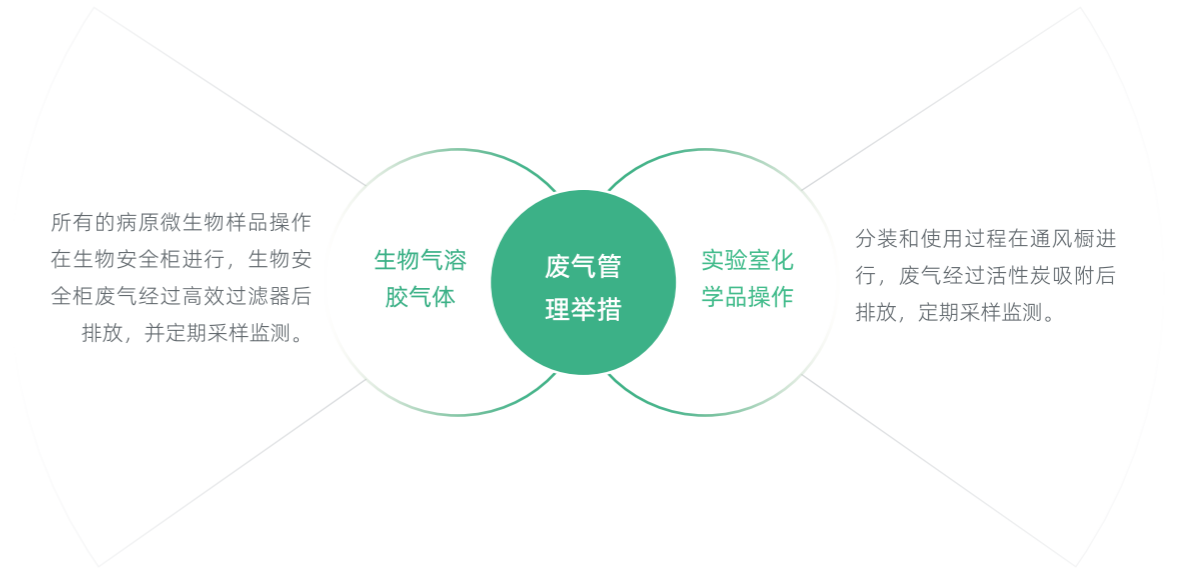 所有的病原微生物样品操作
在生物安全柜进行，生物安
全柜废气经过高效过滤器后
排放，并定期采样监测。
生物气溶
胶气体
废气管
理举措
实验室化
学品操作
分装和使用过程在通风橱进
行，废气经过活性炭吸附后
排放，定期采样监测。